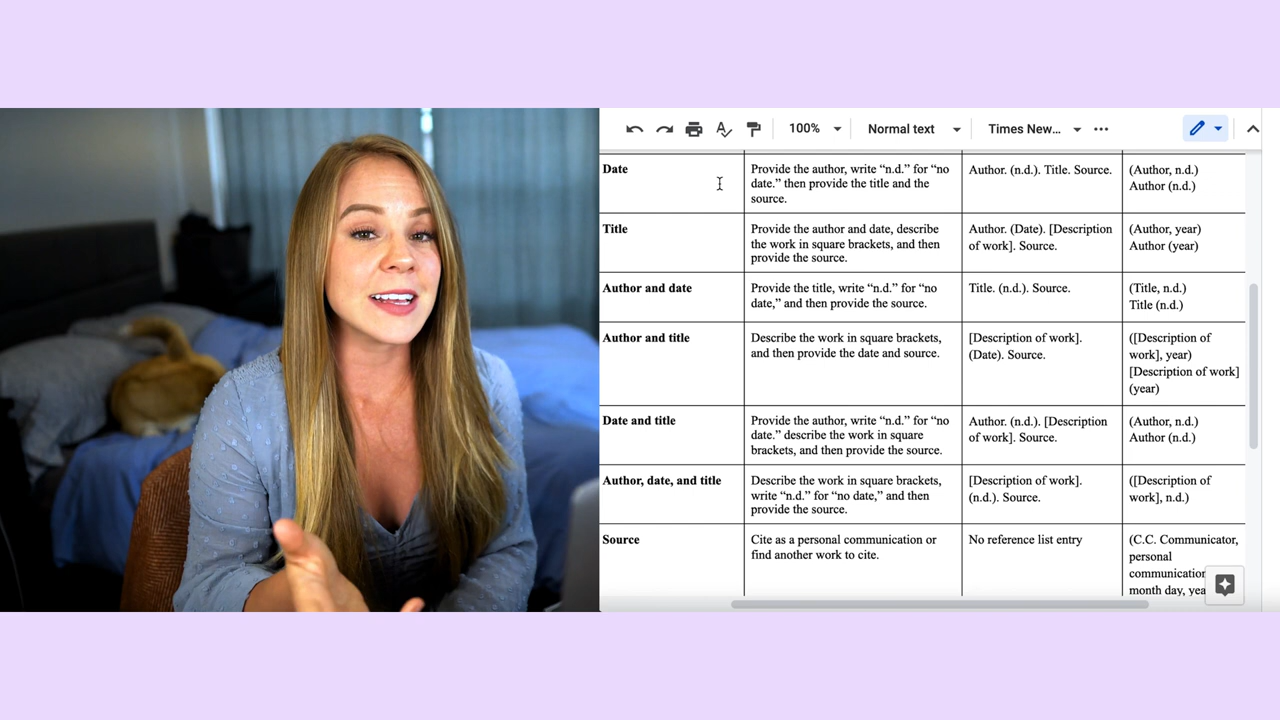 100% Normal text Times New... ...
Date
Provide the author, write “n.d.” for “no
date.” then provide the title and the
source.
Author. (n.d.). Title. Source.
(Author, n.d.)
Author (n.d.)
Title
Provide the author and date, describe
the work in square brackets, and then
provide the source.
Author. (Date). [Description
of work]. Source.
(Author, year)
Author (year)
Author and date
Provide the title, write “n.d.” for “no
date,” and then provide the source.
Title. (n.d.). Source.
(Title, n.d.)
Title (n.d.)
Author and title
Describe the work in square brackets,
and then provide the date and source.
[Description of work].
(Date). Source.
([Description of
work], year)
[Description of work]
(year)
Date and title
Provide the author, write “n.d.” for “no
date.” describe the work in square
brackets, and then provide the source.
Author. (n.d.). [Description
of work]. Source.
(Author, n.d.)
Author (n.d.)
Author, date, and title
Describe the work in square brackets,
write “n.d.” for “no date,” and then
provide the source.
[Description of work].
(n.d.). Source.
([Description of
work], n.d.)
Source
Cite as a personal communication or
find another work to cite.
No reference list entry
(C.C. Communicator,
personal
communication
month day, yea